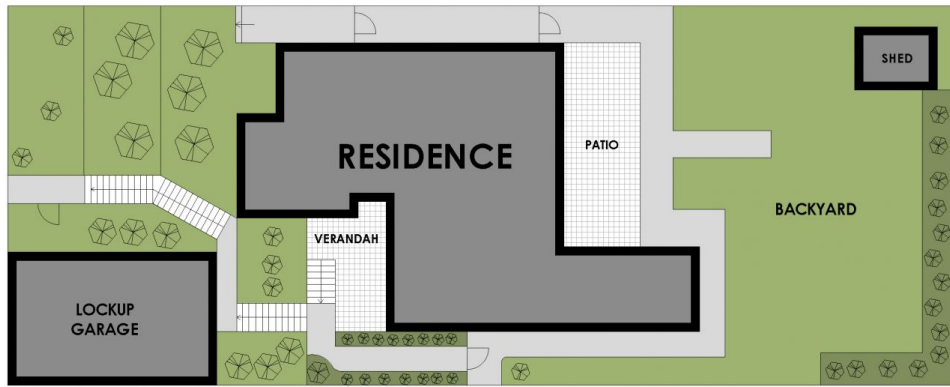 SHED
RESIDENCE
PATIO
BACKYARD
VERANDAH
LOCKUP
GARAGE